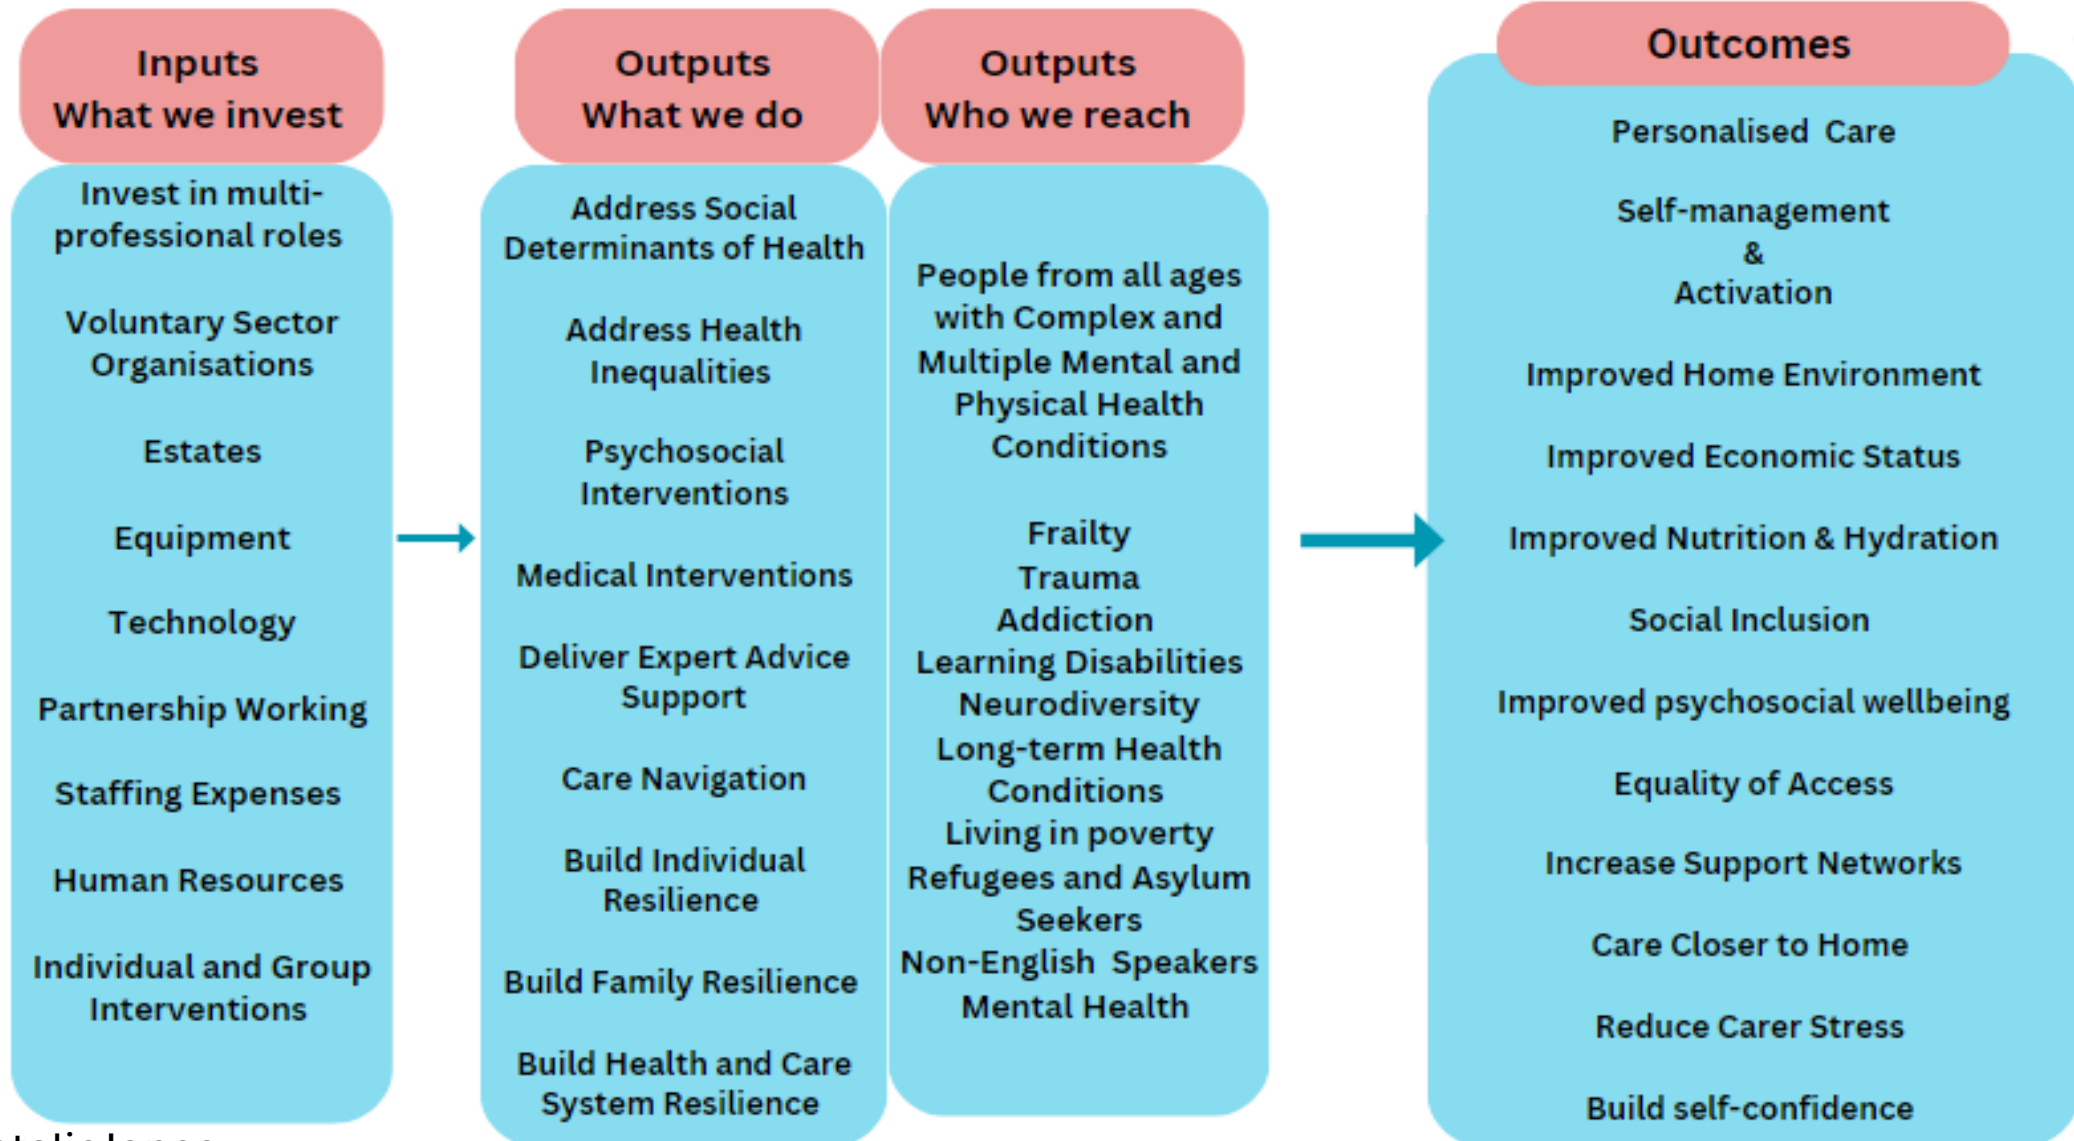 Inputs
What we invest
Invest in multi-
professional roles
Voluntary Sector
Organisations
Estates
Equipment
Technology
Partnership Working
Staffing Expenses
Human Resources
Individual and Group
Interventions
Outputs
What we do
Address Social
Determinants of Health
Address Health
Inequalities
Psychosocial
Interventions
Medical Interventions
Deliver Expert Advice
Support
Care Navigation
Build Individual
Resilience
Build Family Resilience
Build Health and Care
System Resilience
Outputs
Who we reach
People from all ages
with Complex and
Multiple Mental and
Physical Health
Conditions
Frailty
Trauma
Addiction
Learning Disabilities
Neurodiversity
Long-term Health
Conditions
Living in poverty
Refugees and Asylum
Seekers
Non-English Speakers
Mental Health
Outcomes
Personalised Care
Self-management
&
Activation
Improved Home Environment
Improved Economic Status
Improved Nutrition & Hydration
Social Inclusion
Improved psychosocial wellbeing
Equality of Access
Increase Support Networks
Care Closer to Home
Reduce Carer Stress
Build self-confidence